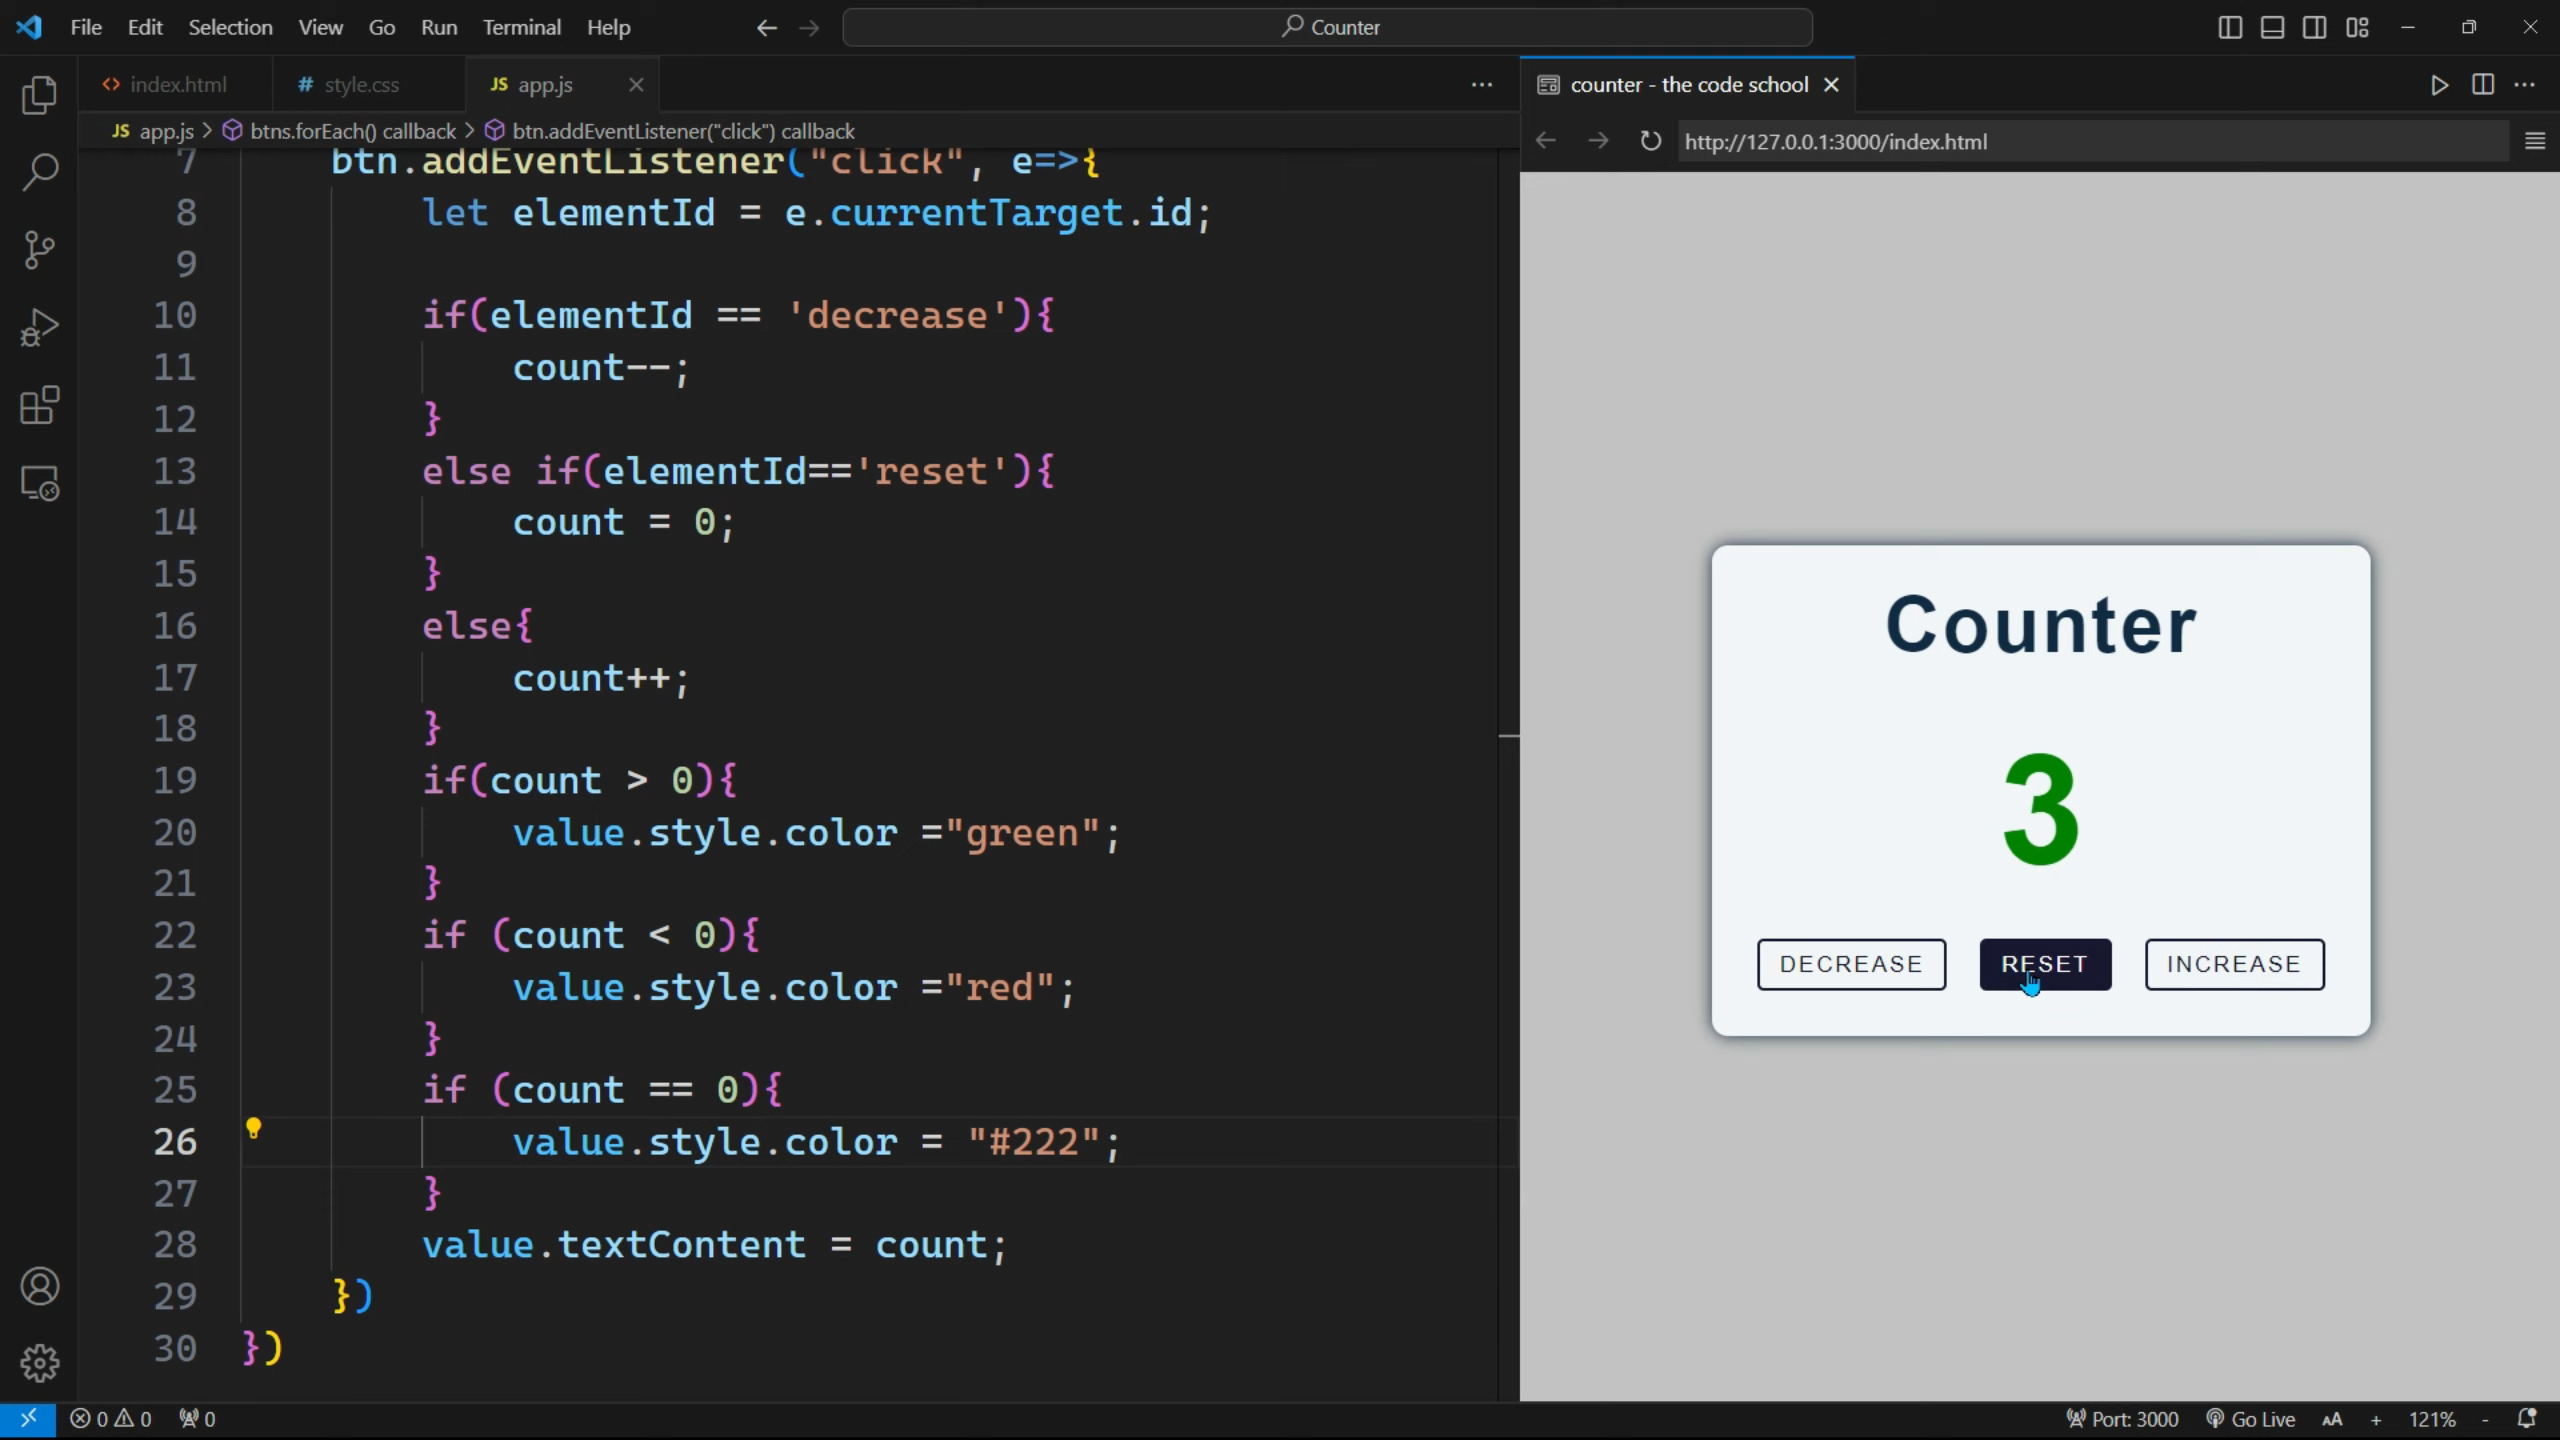 File Edit Selection View Go Run Terminal Help
Counter
index.html
# style.css
JS app.js
counter - the code school
JS app.js > btns.forEach() callback > btn.addEventListener("click") callback
http://127.0.0.1:3000/index.html
7 btn.addEventListener("click", e=>{
8 let elementId = e.currentTarget.id;
9
10 if(elementId == 'decrease'){
11 count--;
12 }
13 else if(elementId=='reset'){
14 count = 0;
15 }
16 else{
17 count++;
18 }
19 if(count > 0){
20 value.style.color ="green";
21 }
22 if (count < 0){
23 value.style.color ="red";
24 }
25 if (count == 0){
26 value.style.color = "#222";
27 }
28 value.textContent = count;
29 })
30 })
Counter
3
DECREASE RESET INCREASE
0 0 0
Port: 3000 Go Live AA + 121% -